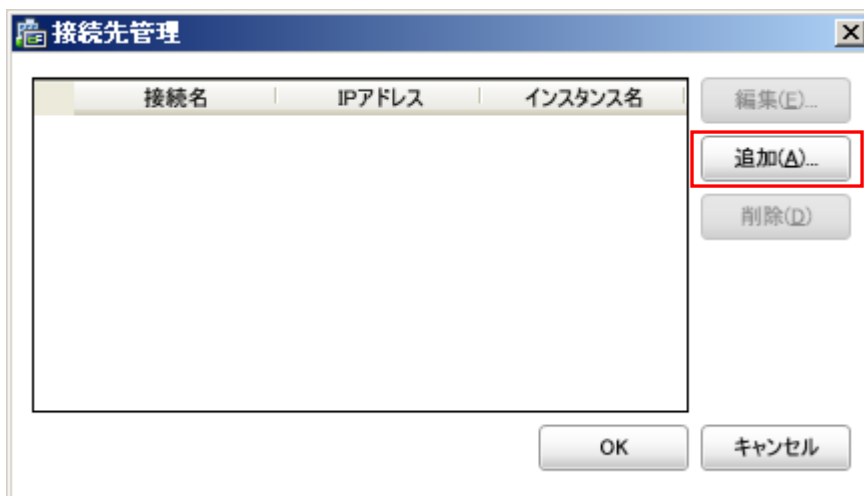 接続先管理
接続名 IPアドレス インスタンス名
編集(E)...
追加(A)...
削除(D)
OK キャンセル